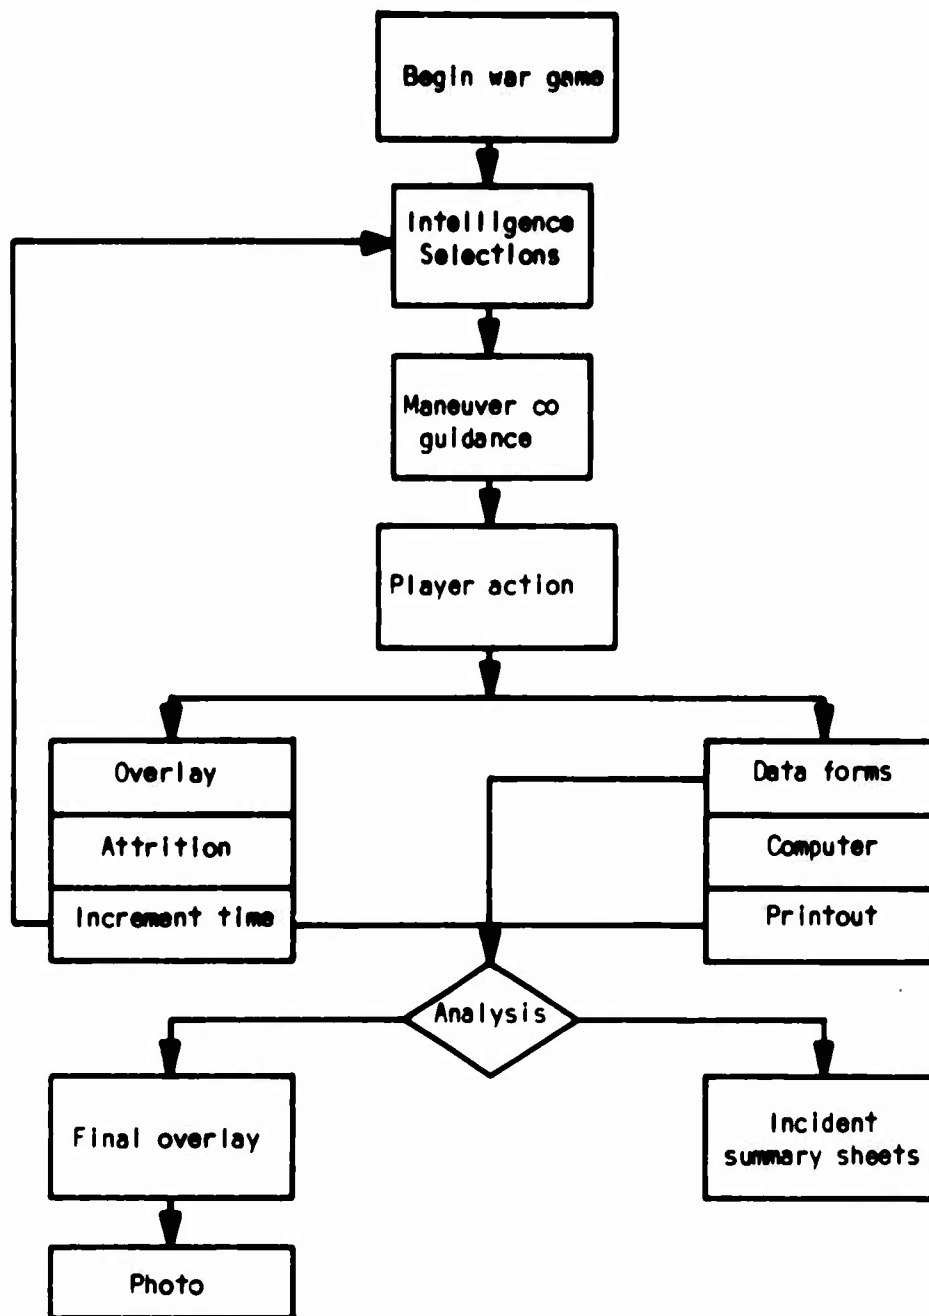 Begin war game
Intelligence
Selections
Maneuver ∞
guidance
Player action
Overlay
Attrition
Increment time
Data forms
Computer
Printout
Analysis
Final overlay
Photo
Incident
summary sheets